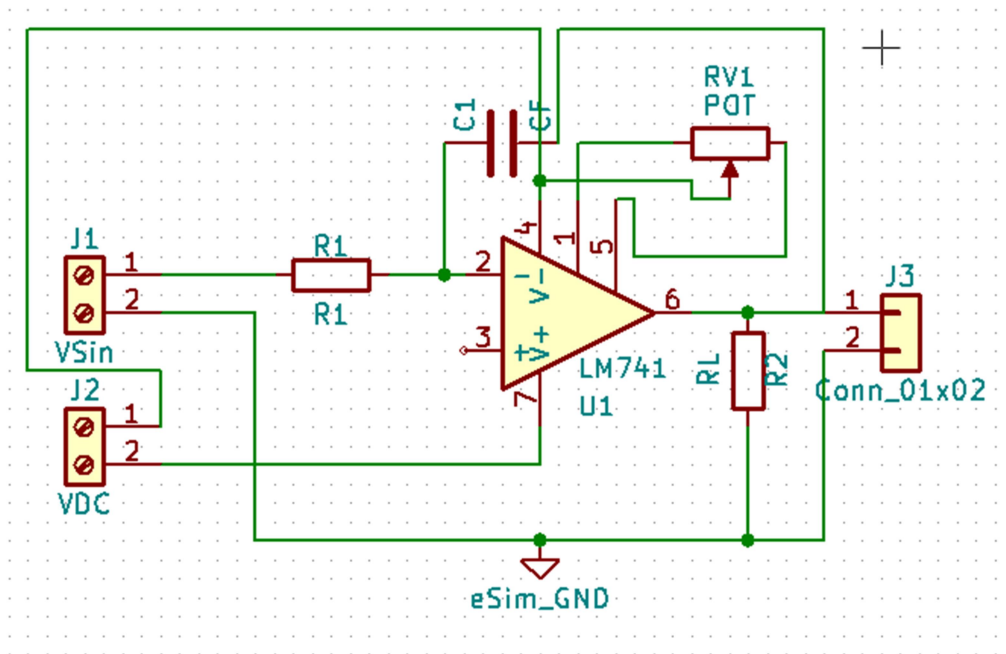 RV1
POT
C1
CF
4
1
5
J1
1
2
VSin
R1
R1
2
3
- V-
+ V+
6
LM741
U1
7
J3
1
2
Conn_01x02
RL
R2
J2
1
2
VDC
eSim_GND